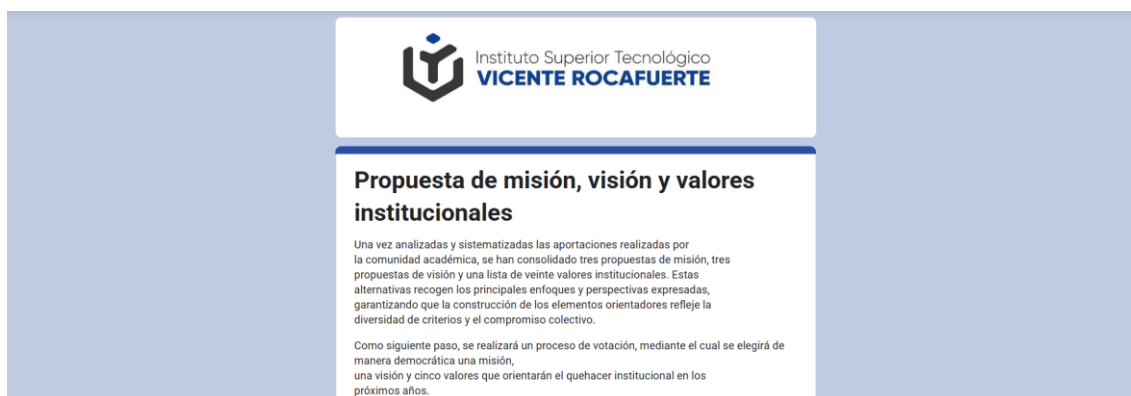 Instituto Superior Tecnológico
VICENTE ROCAFUERTE
Propuesta de misión, visión y valores
institucionales
Una vez analizadas y sistematizadas las aportaciones realizadas por
la comunidad académica, se han consolidado tres propuestas de misión, tres
propuestas de visión y una lista de veinte valores institucionales. Estas
alternativas recogen los principales enfoques y perspectivas expresadas,
garantizando que la construcción de los elementos orientadores refleje la
diversidad de criterios y el compromiso colectivo.
Como siguiente paso, se realizará un proceso de votación, mediante el cual se elegirá de
manera democrática una misión,
una visión y cinco valores que orientarán el quehacer institucional en los
próximos años.